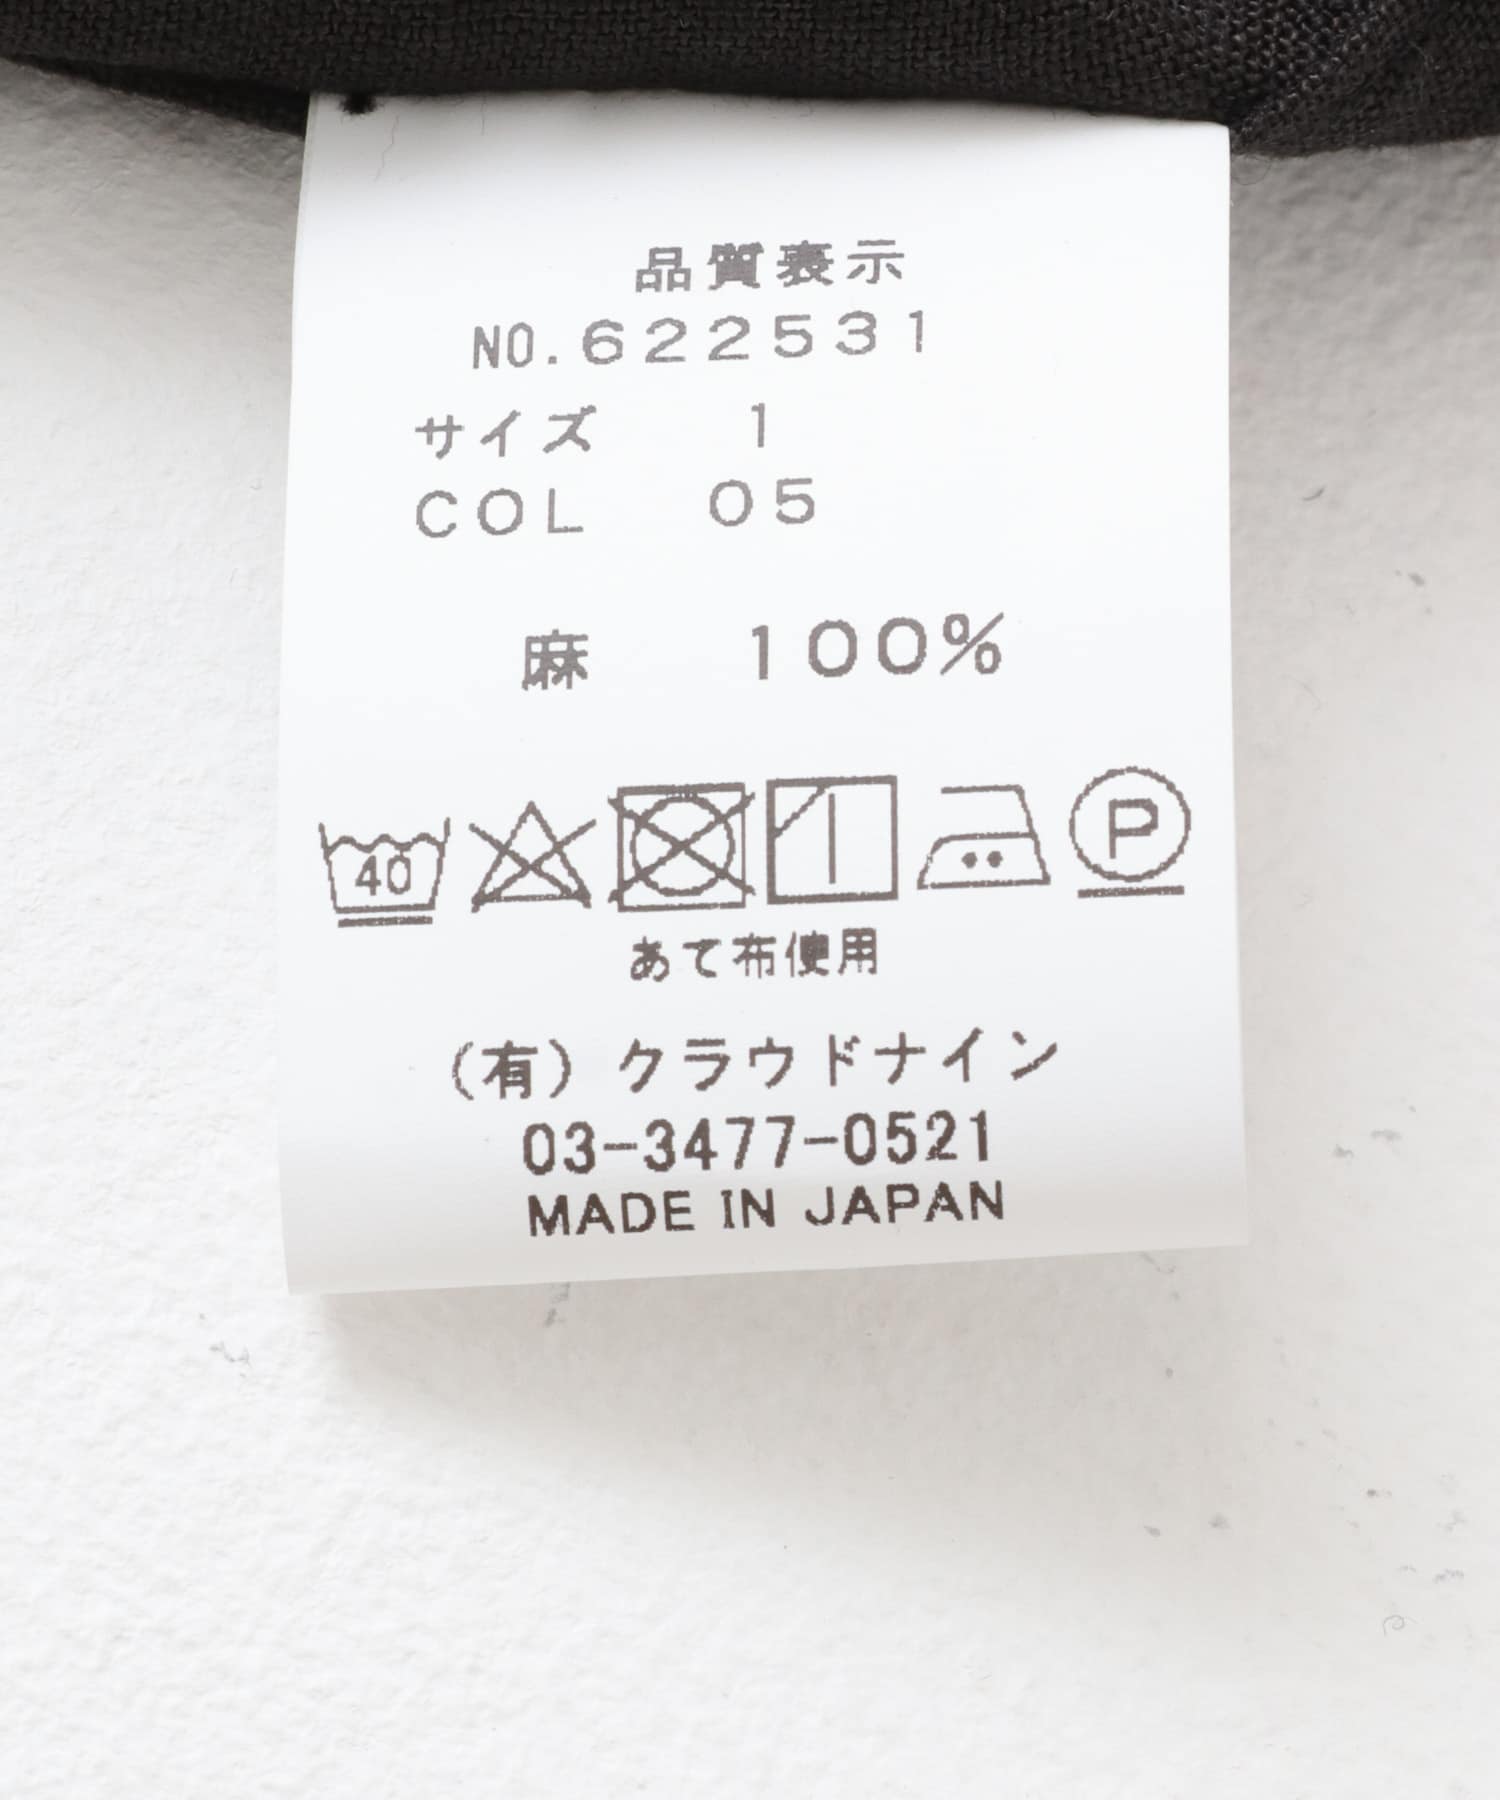 品質表示
NO.622531
サイズ 1
COL 05
麻 100%
40 P
あて布使用
(有)クラウドナイン
03-3477-0521
MADE IN JAPAN